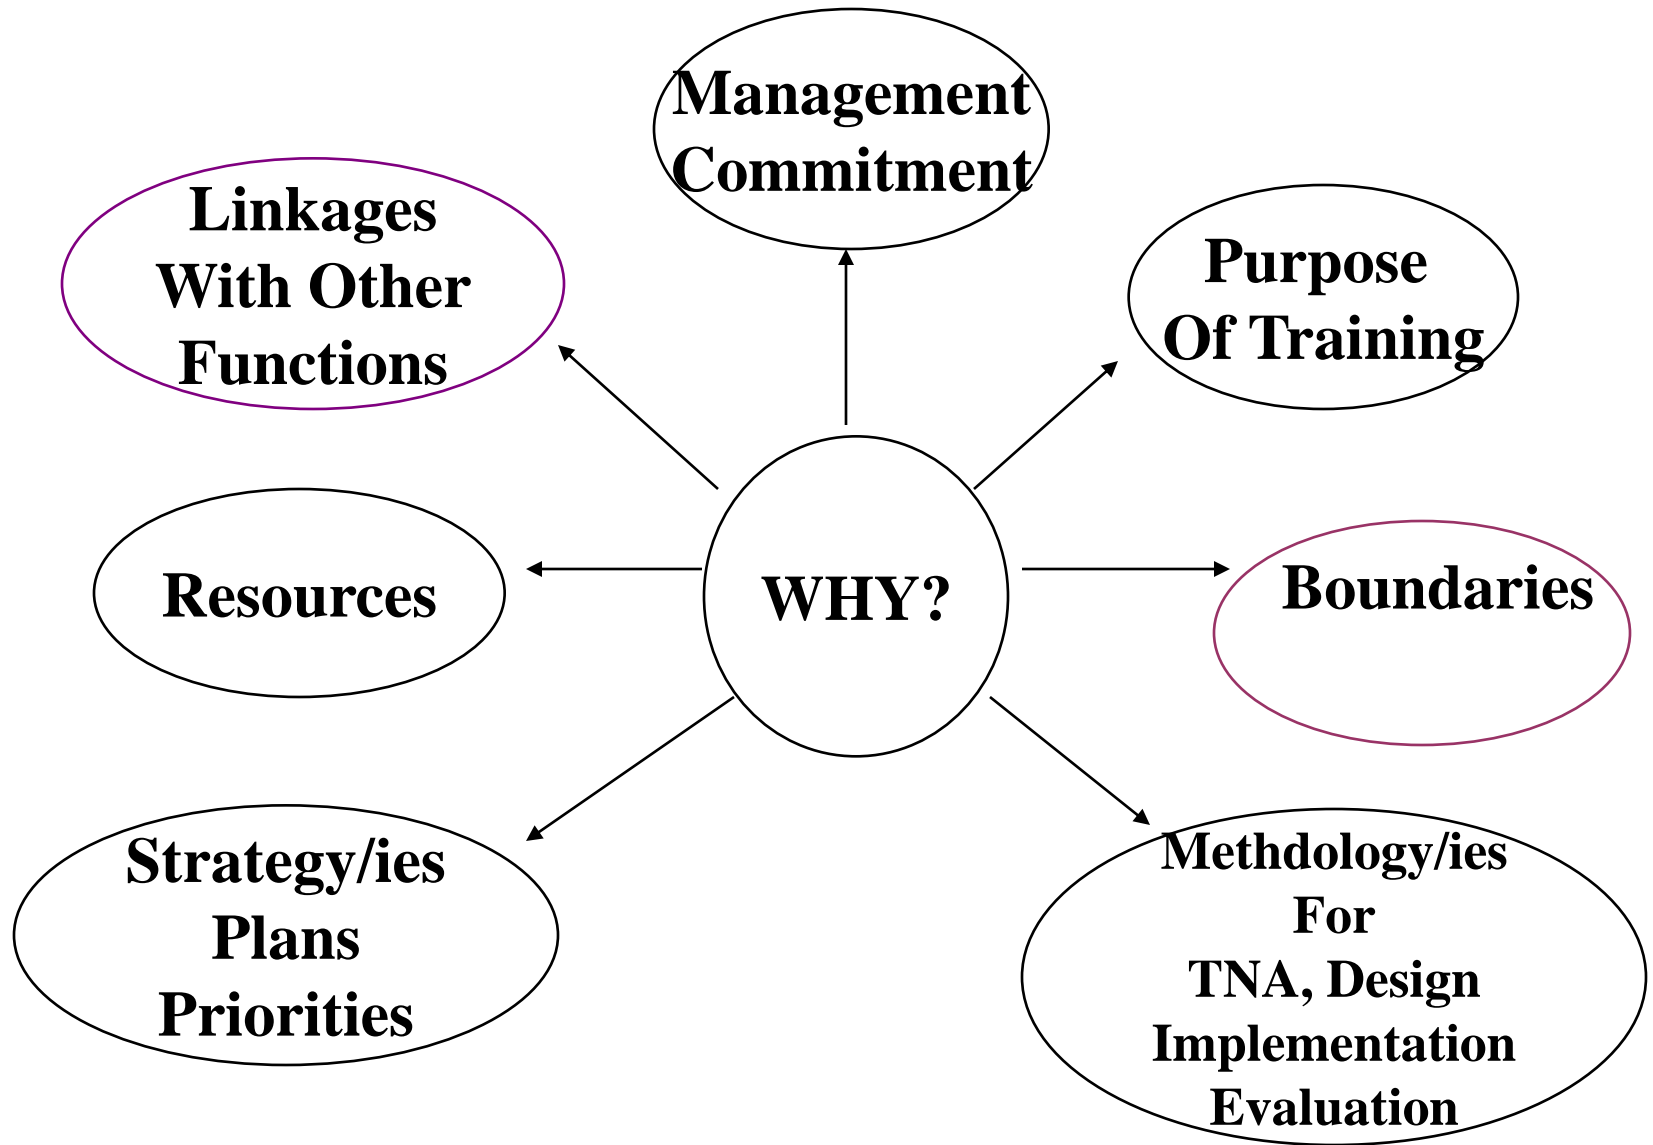 Management
Commitment
Linkages
With Other
Functions
Purpose
Of Training
Resources
WHY?
Boundaries
Strategy/ies
Plans
Priorities
Methdology/ies
For
TNA, Design
Implementation
Evaluation